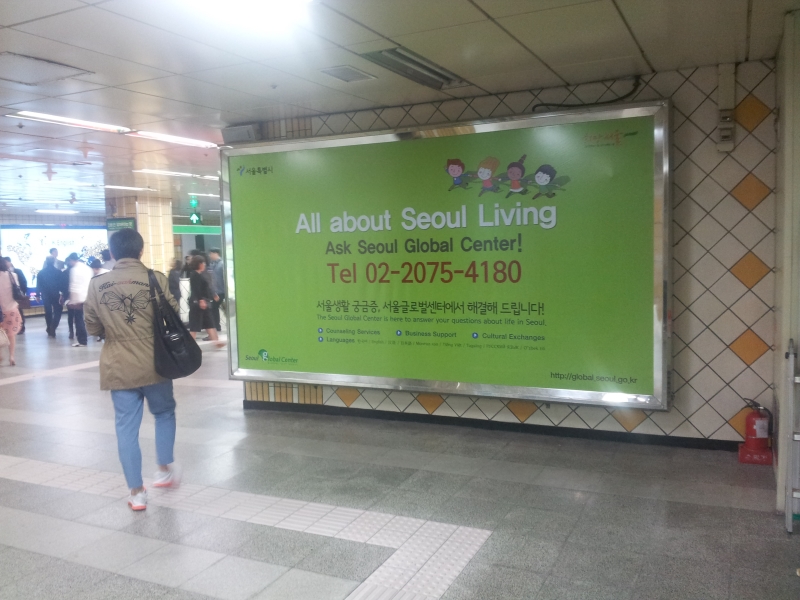 서울특별시
All about Seoul Living
Ask Seoul Global Center!
Tel 02-2075-4180
서울생활 궁금증, 서울글로벌센터에서 해결해 드립니다!
The Seoul Global Center is here to answer your questions about life in Seoul.
Counseling Services
Business Support
Cultural Exchanges
Languages
Seoul Global Center
http://global.seoul.go.kr